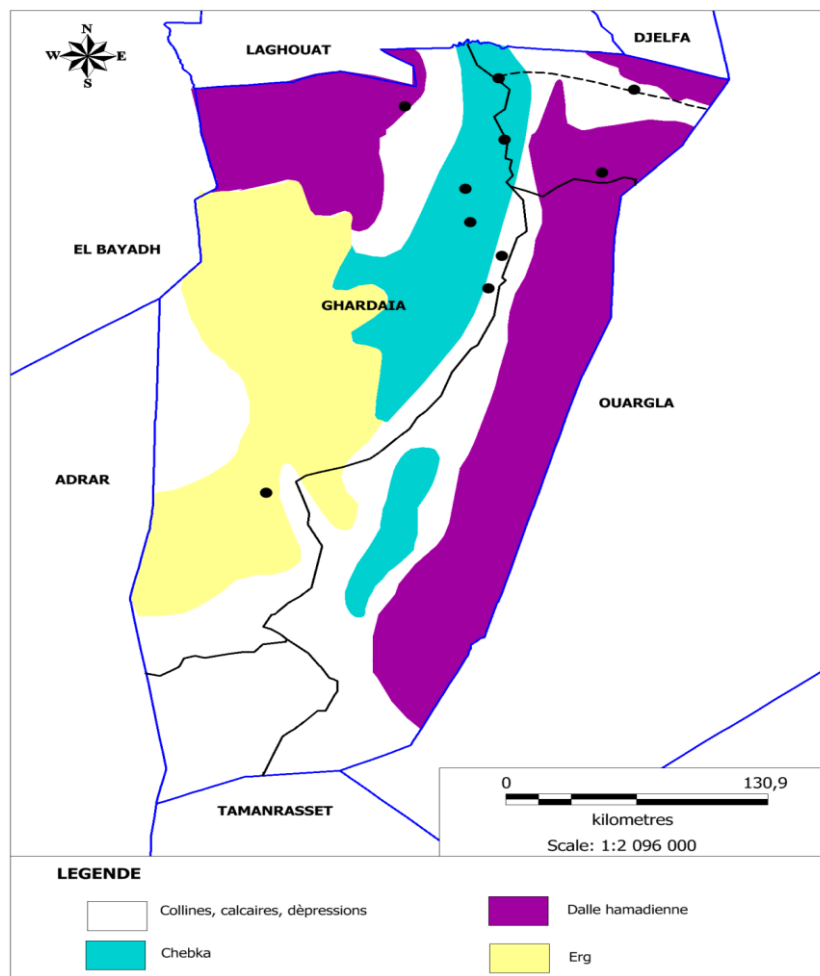 N
W E
S
LAGHOUAT
DJELFA
EL BAYADH
GHARDAIA
OUARGLA
ADRAR
TAMANRASSET
0 130,9
kilometres
Scale: 1:2 096 000
LEGENDE
Collines, calcaires, dèpressions
Dalle hamadienne
Chebka
Erg